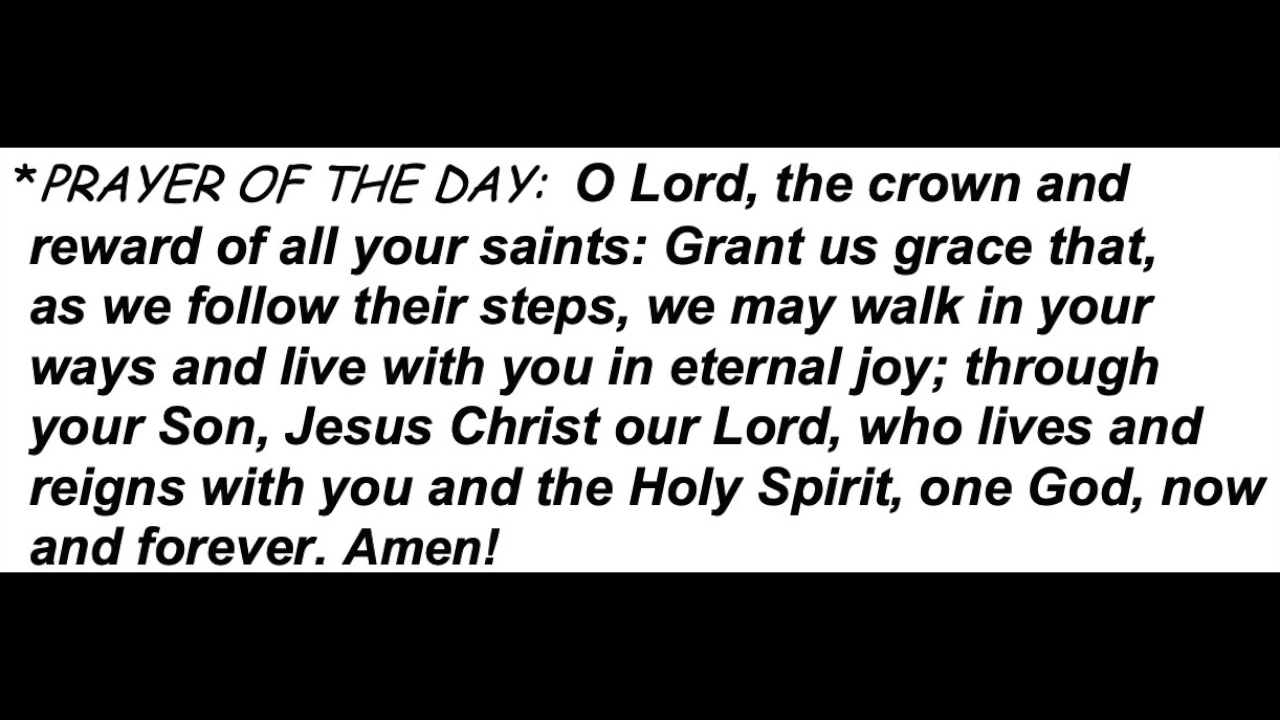 *PRAYER OF THE DAY: O Lord, the crown and
reward of all your saints: Grant us grace that,
as we follow their steps, we may walk in your
ways and live with you in eternal joy; through
your Son, Jesus Christ our Lord, who lives and
reigns with you and the Holy Spirit, one God, now
and forever. Amen!